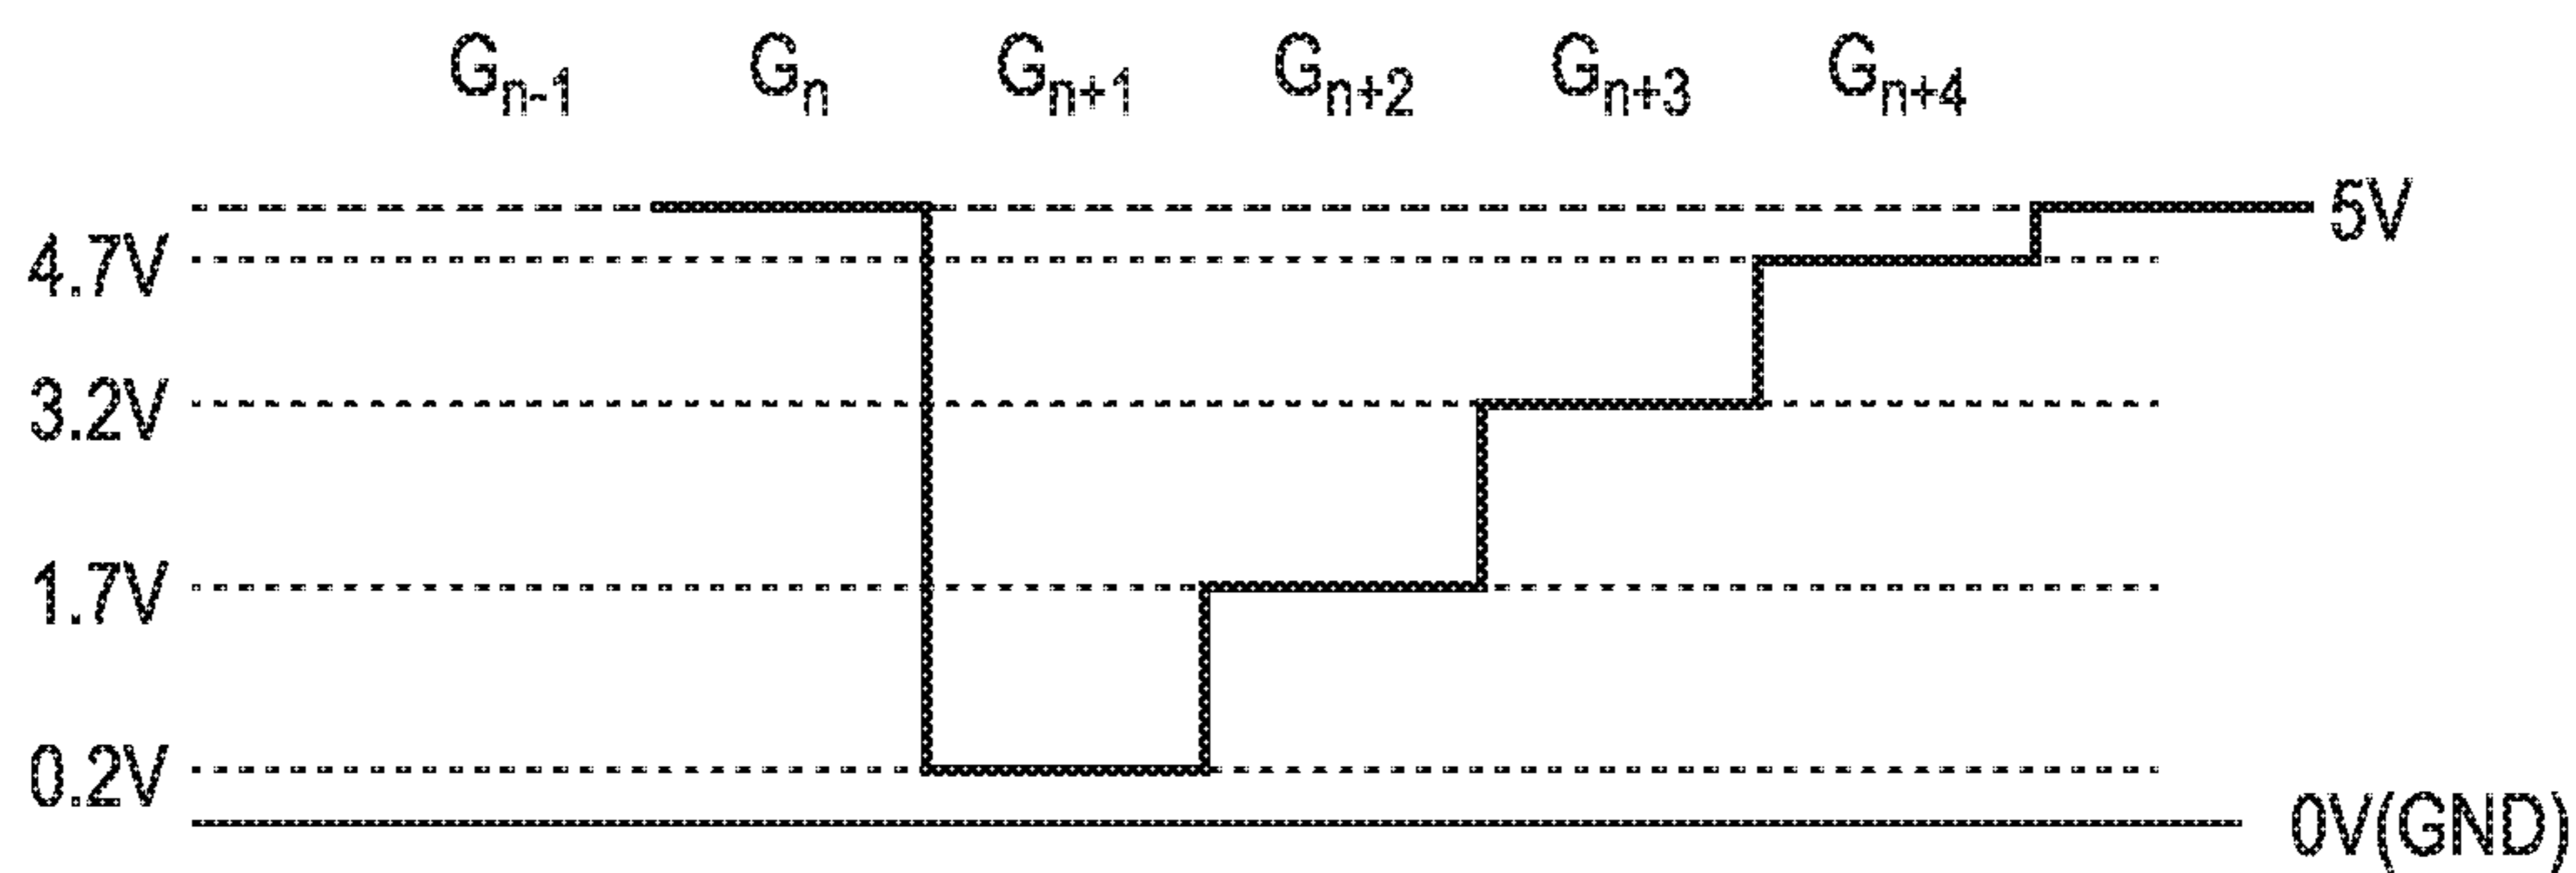 Gn-1 Gn Gn+1 Gn+2 Gn+3 Gn+4
5V
4.7V
3.2V
1.7V
0.2V
0V(GND)